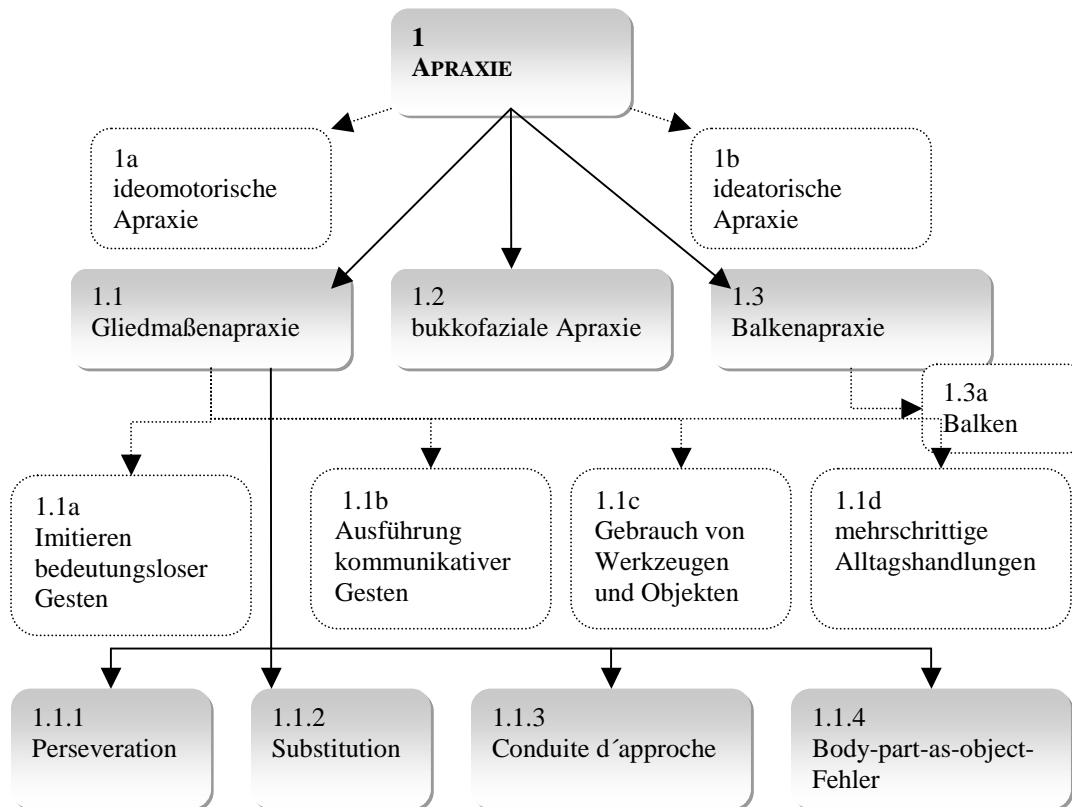 1
APRAXIE
1a
ideomotorische
Apraxie
1b
ideatorische
Apraxie
1.1
Gliedmaßenapraxie
1.2
bukkofaziale Apraxie
1.3
Balkenapraxie
1.3a
Balken
1.1a
Imitieren
bedeutungsloser
Gesten
1.1b
Ausführung
kommunikativer
Gesten
1.1c
Gebrauch von
Werkzeugen
und Objekten
1.1d
mehrschrittige
Alltagshandlungen
1.1.1
Perseveration
1.1.2
Substitution
1.1.3
Conduite d´approche
1.1.4
Body-part-as-object-
Fehler